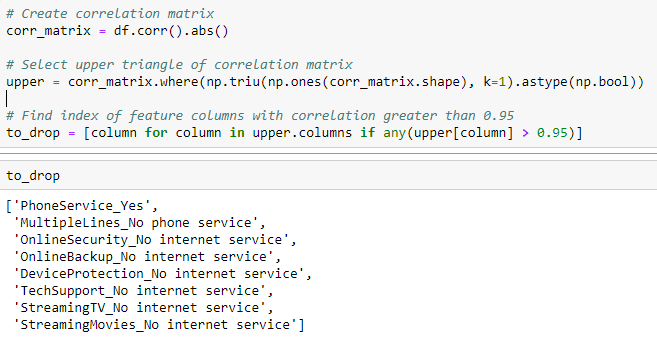 # Create correlation matrix
corr_matrix = df.corr().abs()
# Select upper triangle of correlation matrix
upper = corr_matrix.where(np.triu(np.ones(corr_matrix.shape), k=1).astype(np.bool))
# Find index of feature columns with correlation greater than 0.95
to_drop = [column for column in upper.columns if any(upper[column] > 0.95)]
to_drop
['PhoneService_Yes',
 'MultipleLines_No phone service',
 'OnlineSecurity_No internet service',
 'OnlineBackup_No internet service',
 'DeviceProtection_No internet service',
 'TechSupport_No internet service',
 'StreamingTV_No internet service',
 'StreamingMovies_No internet service']